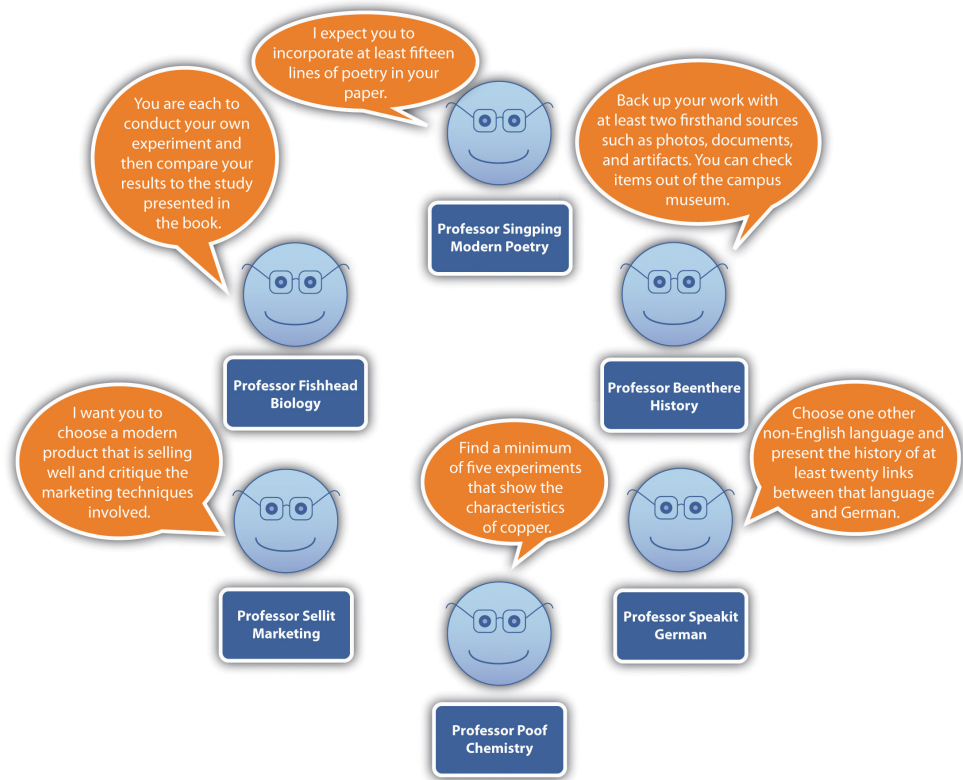 I expect you to
incorporate at least fifteen
lines of poetry in your
paper.
Professor Singping
Modern Poetry
You are each to
conduct your own
experiment and
then compare your
results to the study
presented in
the book.
Professor Fishhead
Biology
Back up your work with
at least two firsthand sources
such as photos, documents,
and artifacts. You can check
items out of the campus
museum.
Professor Beenthere
History
I want you to
choose a modern
product that is selling
well and critique the
marketing techniques
involved.
Professor Sellit
Marketing
Find a minimum
of five experiments
that show the
characteristics
of copper.
Professor Poof
Chemistry
Choose one other
non-English language and
present the history of at
least twenty links
between that language
and German.
Professor Speakit
German